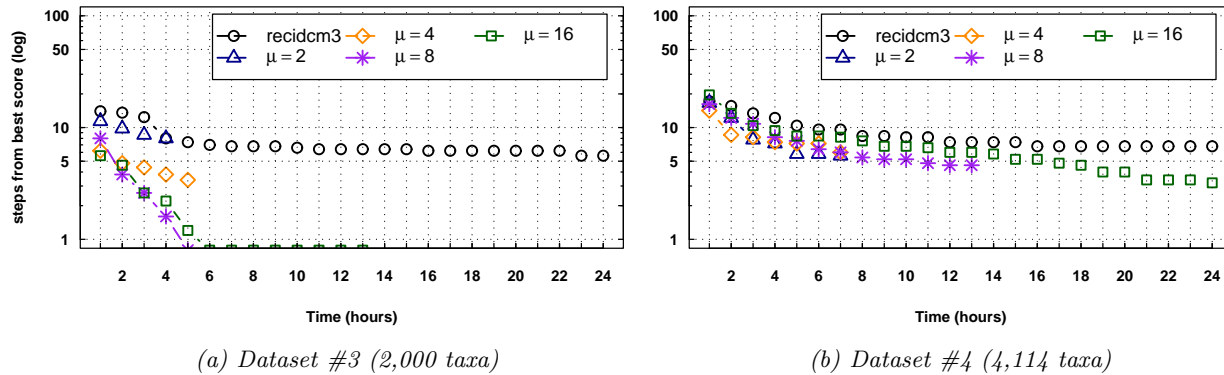 steps from best score (log)
100
50
10
5
1
recidcm3
μ = 2
μ = 4
μ = 8
μ = 16
2 4 6 8 10 12 14 16 18 20 22 24
Time (hours)
(a) Dataset #3 (2,000 taxa)
100
50
10
5
1
recidcm3
μ = 2
μ = 4
μ = 8
μ = 16
2 4 6 8 10 12 14 16 18 20 22 24
Time (hours)
(b) Dataset #4 (4,114 taxa)